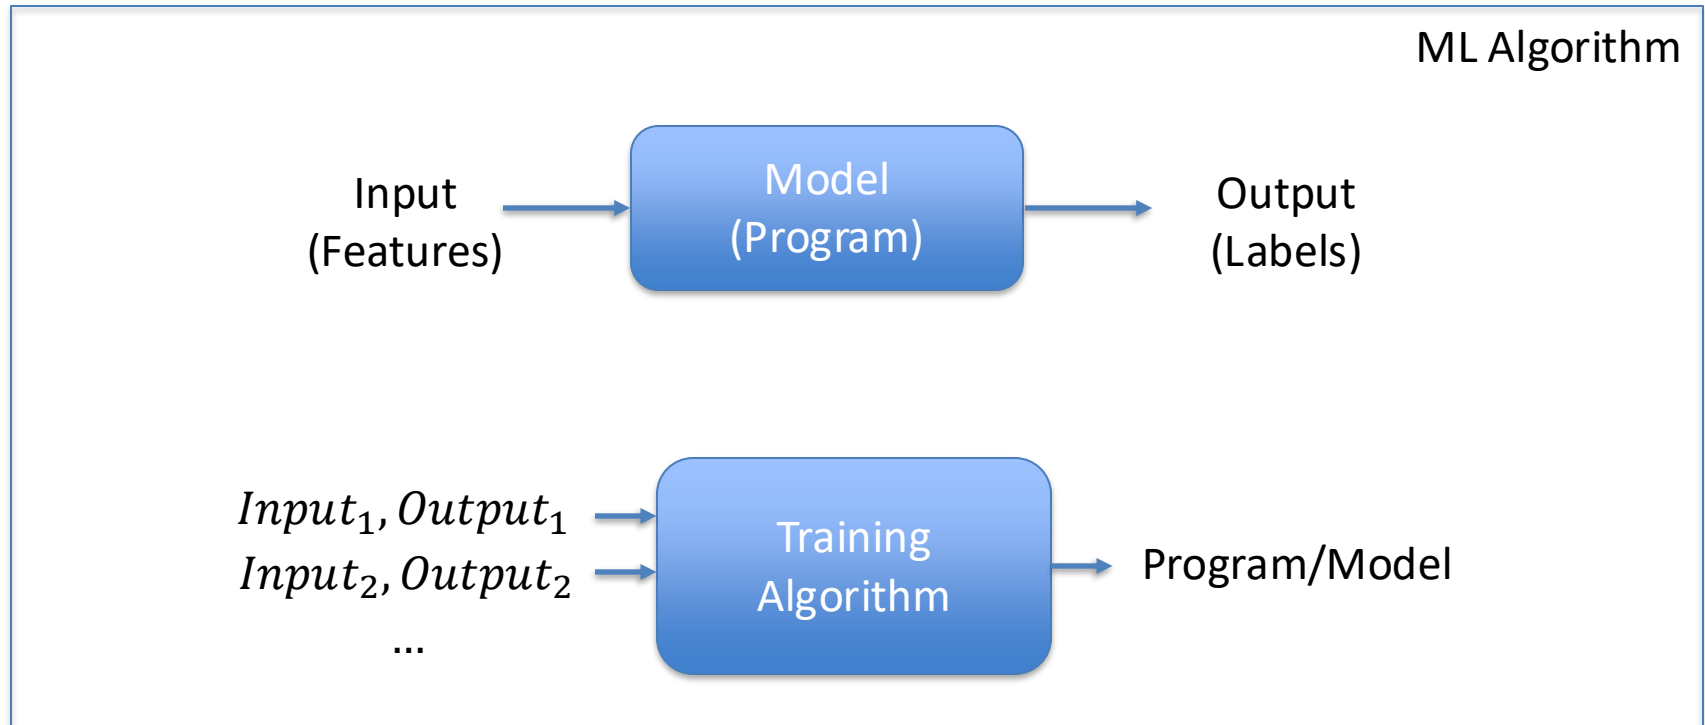 ML Algorithm
Input
(Features)
Model
(Program)
Output
(Labels)
Input₁, Output₁
Input₂, Output₂
...
Training
Algorithm
Program/Model